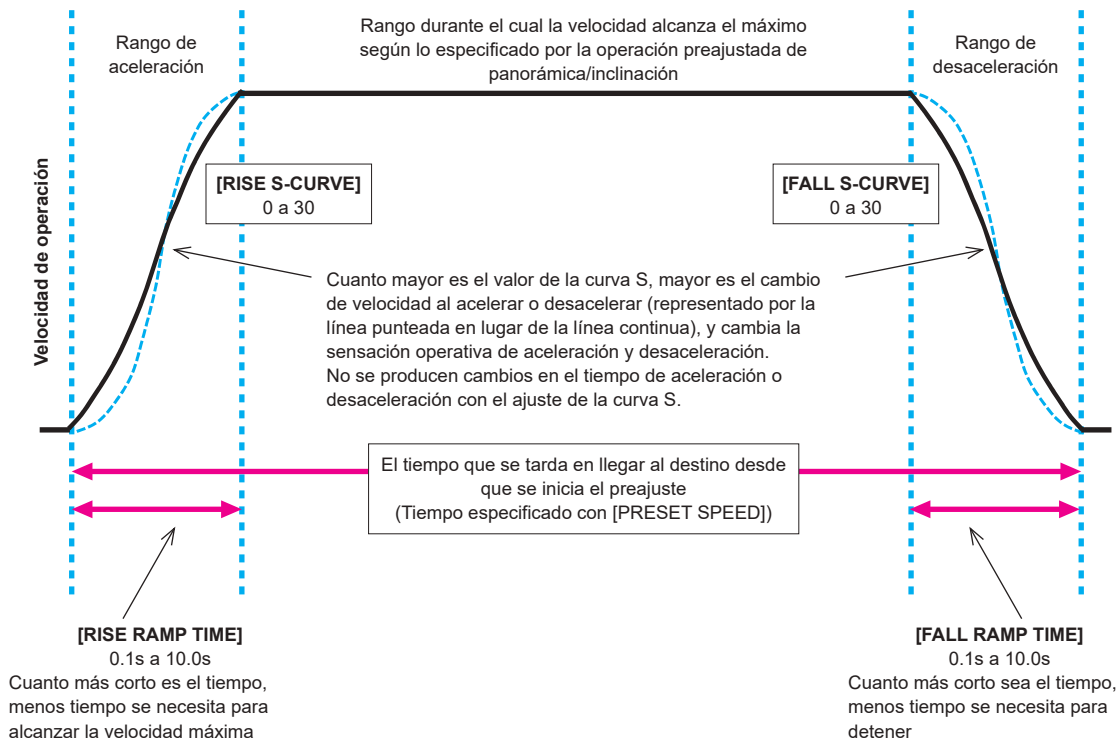 Rango de
aceleración
Rango durante el cual la velocidad alcanza el máximo
según lo especificado por la operación preajustada de
panorámica/inclinación
Rango de
desaceleración
Velocidad de operación
[RISE S-CURVE]
0 a 30
[FALL S-CURVE]
0 a 30
Cuanto mayor es el valor de la curva S, mayor es el cambio
de velocidad al acelerar o desacelerar (representado por la
línea punteada en lugar de la línea continua), y cambia la
sensación operativa de aceleración y desaceleración.
No se producen cambios en el tiempo de aceleración o
desaceleración con el ajuste de la curva S.
El tiempo que se tarda en llegar al destino desde
que se inicia el preajuste
(Tiempo especificado con [PRESET SPEED])
[RISE RAMP TIME]
0.1s a 10.0s
Cuanto más corto es el tiempo,
menos tiempo se necesita para
alcanzar la velocidad máxima
[FALL RAMP TIME]
0.1s a 10.0s
Cuanto más corto sea el tiempo,
menos tiempo se necesita para
detener